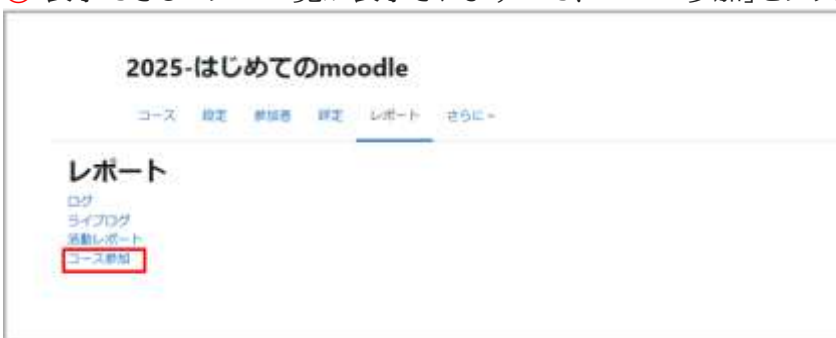 2025-はじめてのmoodle
コース 設定 参加者 評定 レポート さらに
レポート
ログ
ライブログ
活動レポート
コース参加